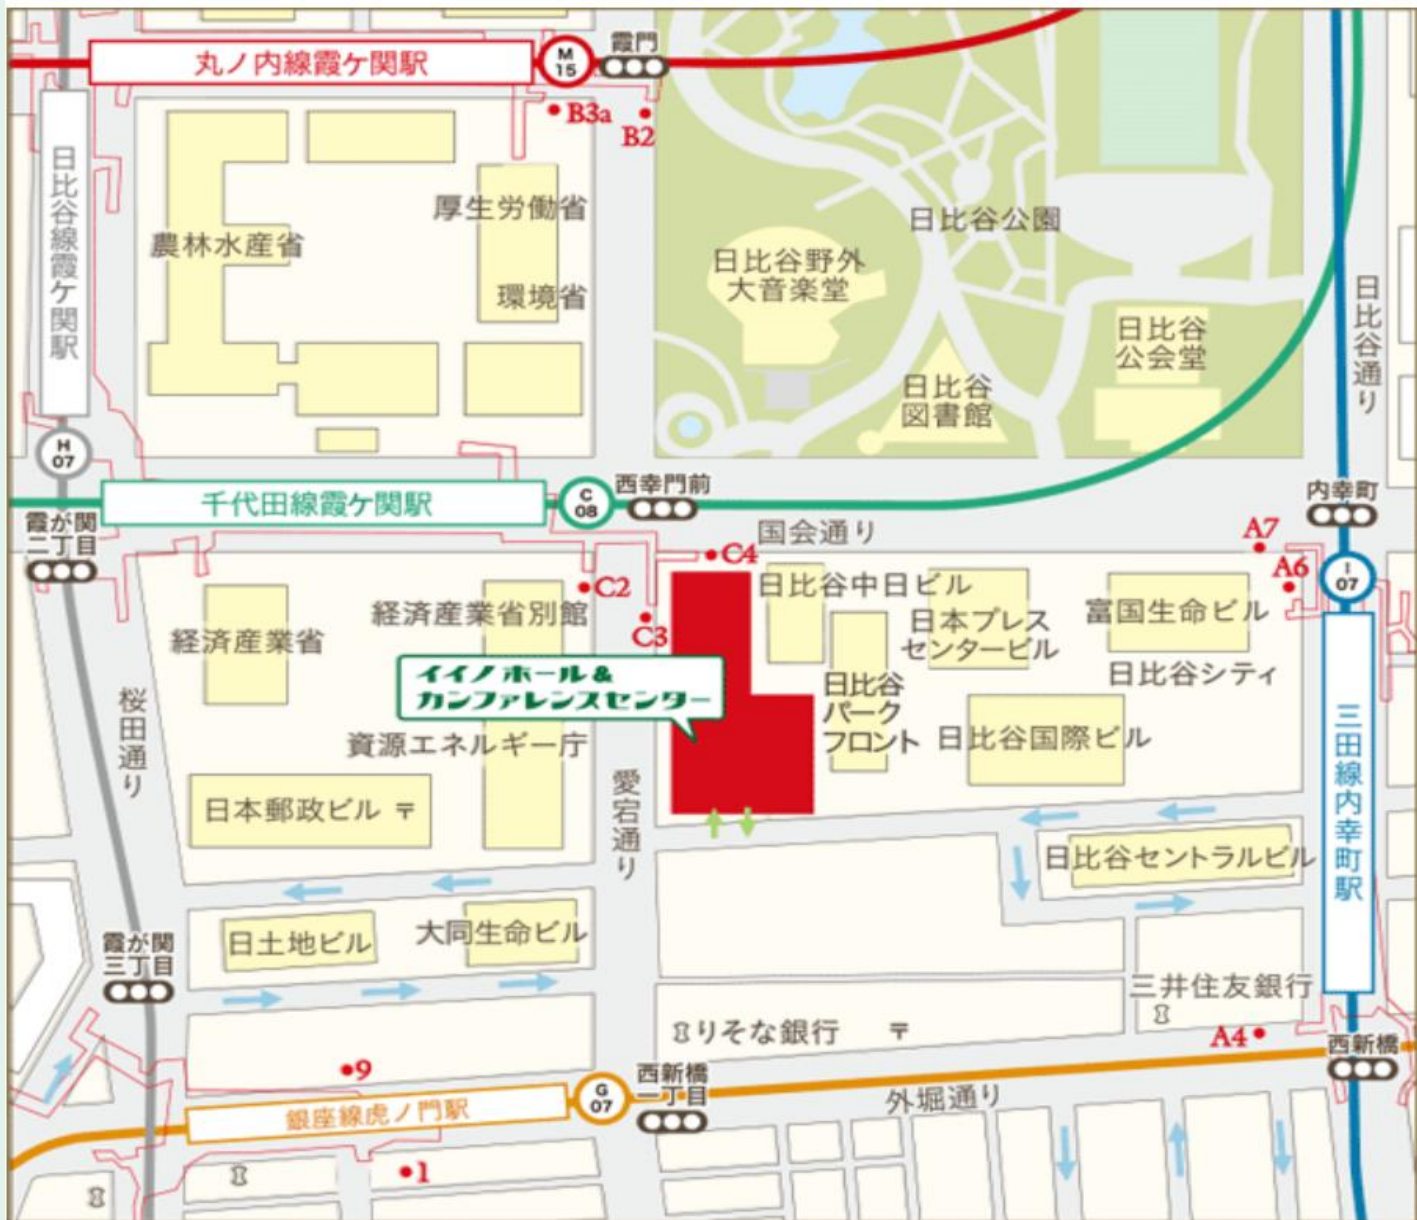 丸ノ内線霞ケ関駅
M
15
霞門
B3a
B2
日比谷線霞ケ関駅
厚生労働省
農林水産省
環境省
日比谷公園
日比谷野外
大音楽堂
日比谷
公会堂
日比谷
図書館
日比谷通り
H
07
千代田線霞ケ関駅
C
08
西幸門前
内幸町
霞が関
二丁目
国会通り
C4
A7
A6
I
07
C2
C3
経済産業省別館
経済産業省
日比谷中日ビル
日本プレス
センタービル
富国生命ビル
日比谷シティ
イイノホール&
カンファレンスセンター
日比谷
パーク
フロント
日比谷国際ビル
桜田通り
資源エネルギー庁
日本郵政ビル 〒
愛宕通り
三田線内幸町駅
日比谷セントラルビル
日土地ビル
大同生命ビル
霞が関
三丁目
三井住友銀行
りそな銀行 〒
A4
西新橋
9
西新橋
一丁目
G
07
銀座線虎ノ門駅
外堀通り
1